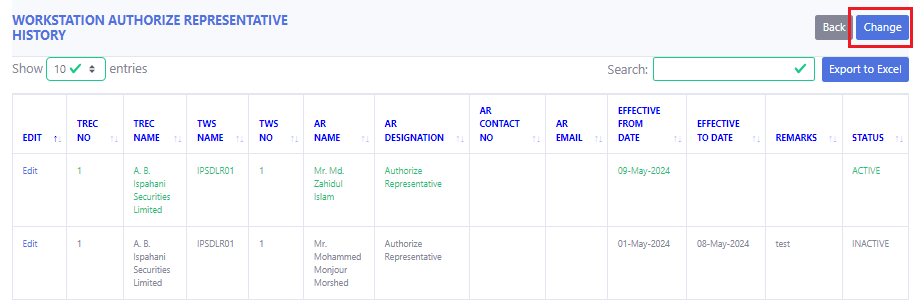 WORKSTATION AUTHORIZE REPRESENTATIVE
HISTORY
Back Change
Show 10 entries Search: Export to Excel
EDIT TREC NO TREC NAME TWS NAME TWS NO AR NAME AR DESIGNATION AR CONTACT NO AR EMAIL EFFECTIVE FROM DATE EFFECTIVE TO DATE REMARKS STATUS
Edit 1 A. B. Ispahani Securities Limited IPSDLR01 1 Mr. Md. Zahidul Islam Authorize Representative 09-May-2024 ACTIVE
Edit 1 A. B. Ispahani Securities Limited IPSDLR01 1 Mr. Mohammed Monjour Morshed Authorize Representative 01-May-2024 08-May-2024 test INACTIVE